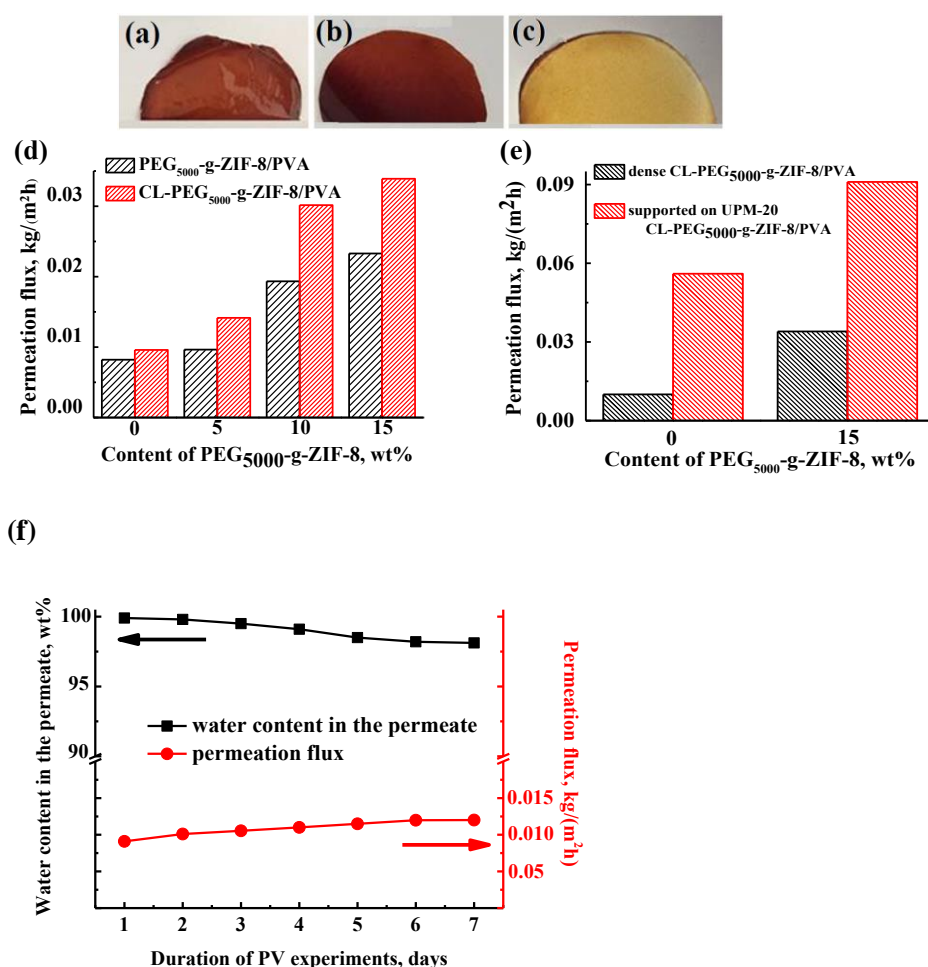 (a)
(b)
(c)
(d)
PEG5000-g-ZIF-8/PVA
CL-PEG5000-g-ZIF-8/PVA
Permeation flux, kg/(m²h)
0.03
0.02
0.01
0.00
0
5
10
15
Content of PEG5000-g-ZIF-8, wt%
(e)
dense CL-PEG5000-g-ZIF-8/PVA
supported on UPM-20
CL-PEG5000-g-ZIF-8/PVA
Permeation flux, kg/(m2h)
0.09
0.06
0.03
0.00
0
15
Content of PEG5000-g-ZIF-8, wt%
(f)
Water content in the permeate, wt%
100
95
90
water content in the permeate
permeation flux
0.015
0.010
0.05
Permeation flux, kg/(m²h)
1
2
3
4
5
6
7
Duration of PV experiments, days